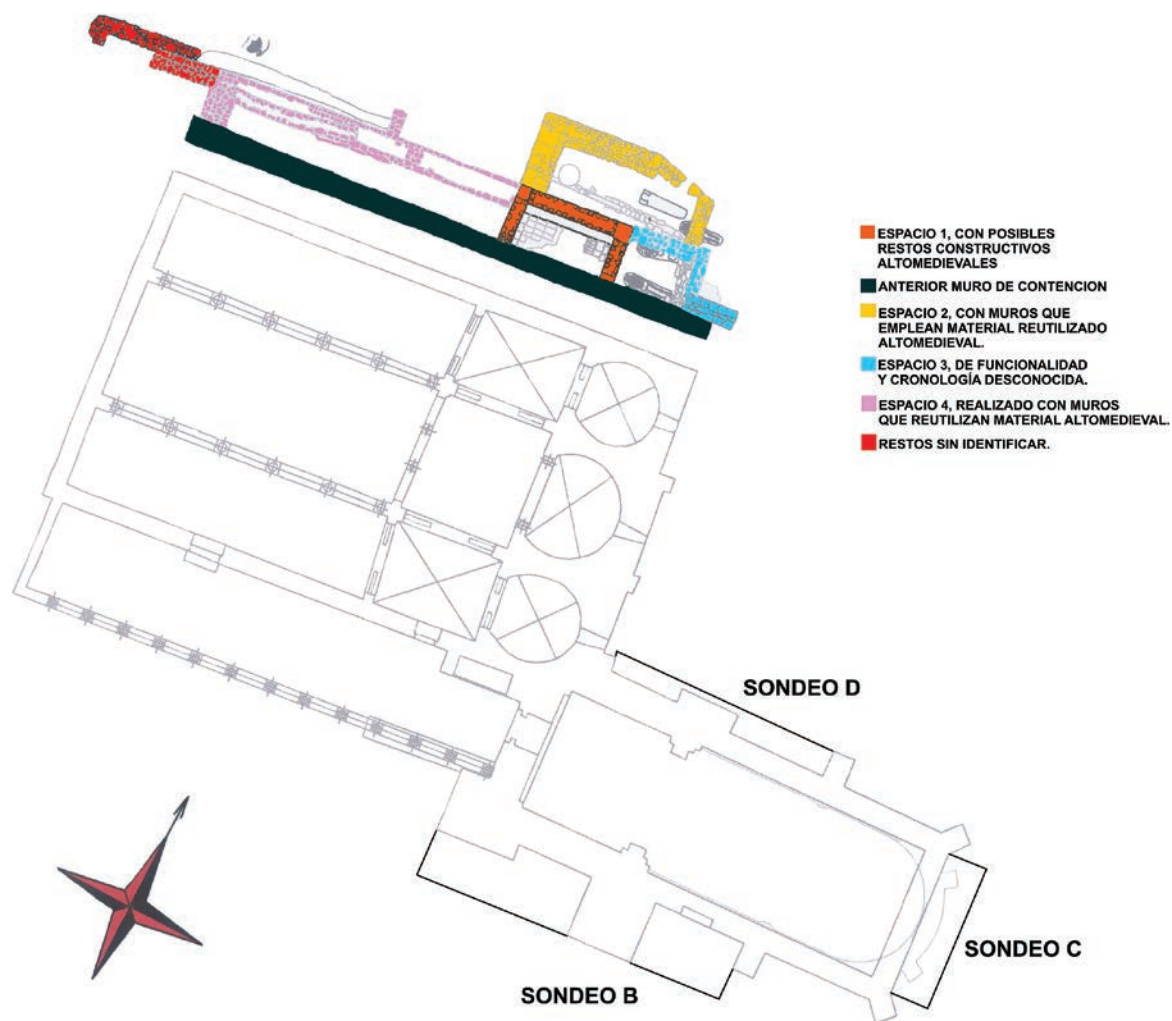 ESPACIO 1, CON POSIBLES
RESTOS CONSTRUCTIVOS
ALTOMEDIEVALES
ANTERIOR MURO DE CONTENCION
ESPACIO 2, CON MUROS QUE
EMPLEAN MATERIAL REUTILIZADO
ALTOMEDIEVAL.
ESPACIO 3, DE FUNCIONALIDAD
Y CRONOLOGÍA DESCONOCIDA.
ESPACIO 4, REALIZADO CON MUROS
QUE REUTILIZAN MATERIAL ALTOMEDIEVAL.
RESTOS SIN IDENTIFICAR.
SONDEO D
SONDEO C
SONDEO B